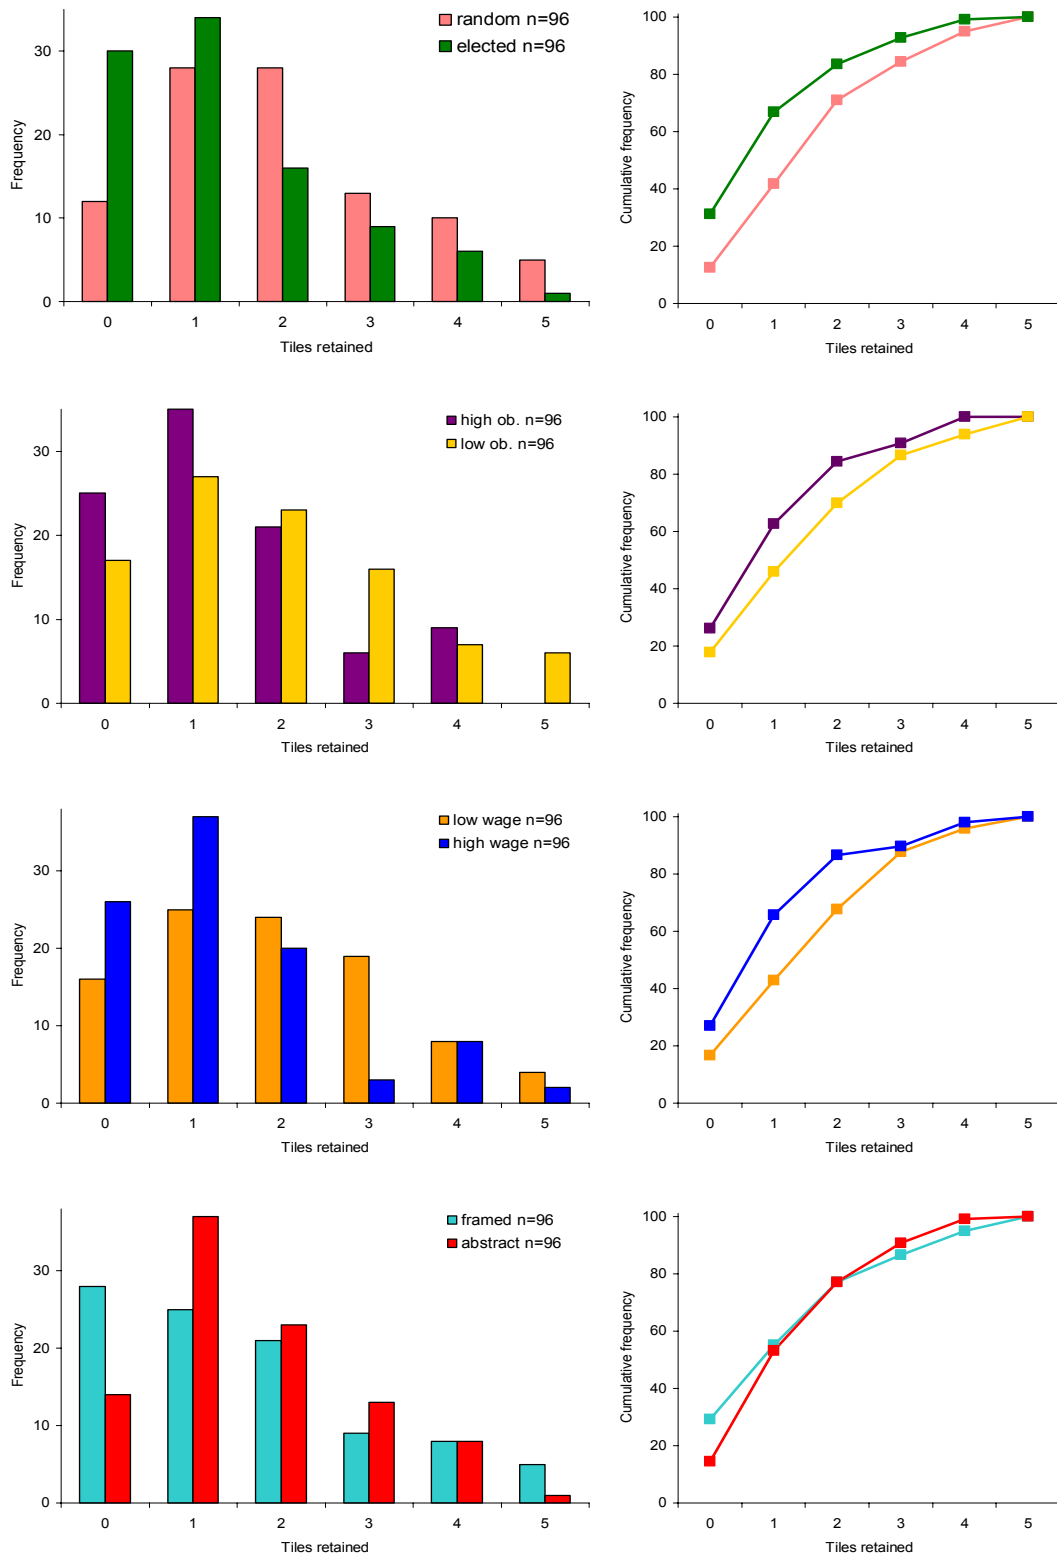 random n=96
elected n=96
Frequency
30
20
10
0
0 1 2 3 4 5
Tiles retained
Cumulative frequency
100
80
60
40
20
0
0 1 2 3 4 5
Tiles retained
high ob. n=96
low ob. n=96
Frequency
30
20
10
0
0 1 2 3 4 5
Tiles retained
Cumulative frequency
100
80
60
40
20
0
0 1 2 3 4 5
Tiles retained
low wage n=96
high wage n=96
Frequency
30
20
10
0
0 1 2 3 4 5
Tiles retained
Cumulative frequency
100
80
60
40
20
0
0 1 2 3 4 5
Tiles retained
framed n=96
abstract n=96
Frequency
30
20
10
0
0 1 2 3 4 5
Tiles retained
Cumulative frequency
100
80
60
40
20
0
0 1 2 3 4 5
Tiles retained